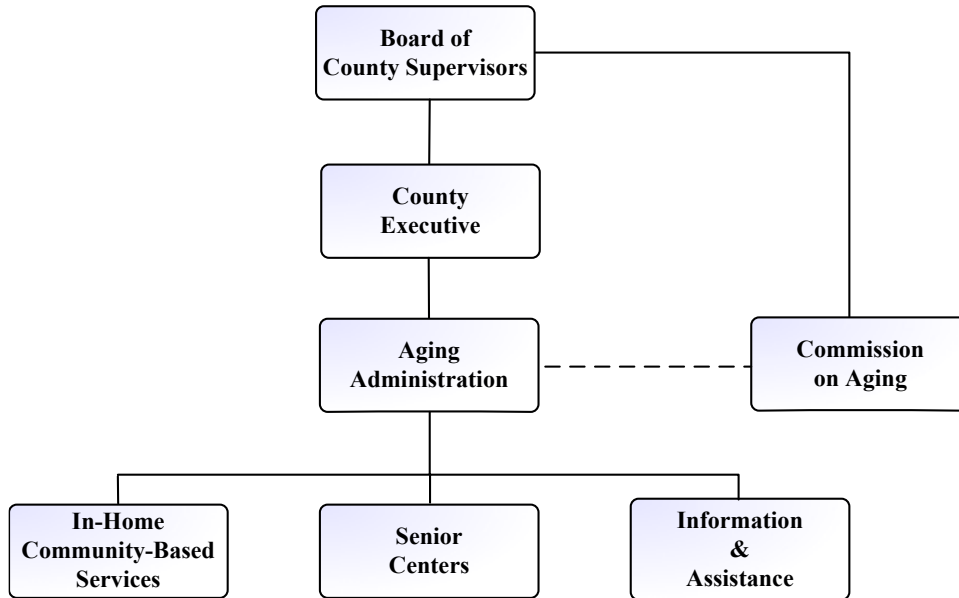 Board of
County Supervisors
County
Executive
Aging
Administration
Commission
on Aging
In-Home
Community-Based
Services
Senior
Centers
Information
&
Assistance